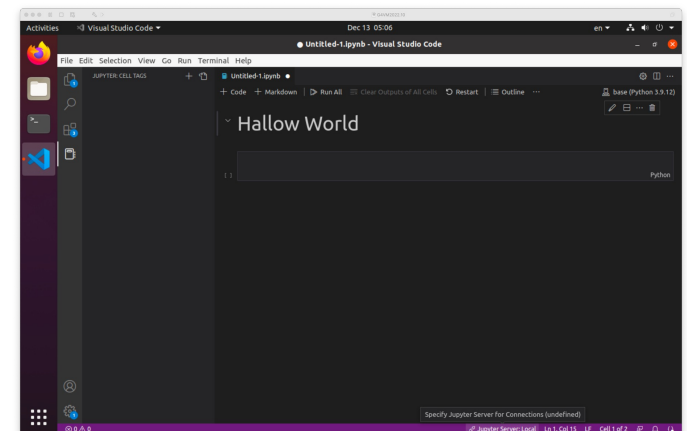 Activities Visual Studio Code Dec 13 05:06 en
Untitled-1.ipynb - Visual Studio Code
File Edit Selection View Go Run Terminal Help
JUPYTER: CELL TAGS
Untitled-1.ipynb
+ Code + Markdown Run All Clear Outputs of All Cells Restart Outline ... base (Python 3.9.12)
Hallow World
[ ]
Python
Specify Jupyter Server for Connections (undefined)
0 0 Jupyter Server: Local Ln 1, Col 15 LF Cell 1 of 2